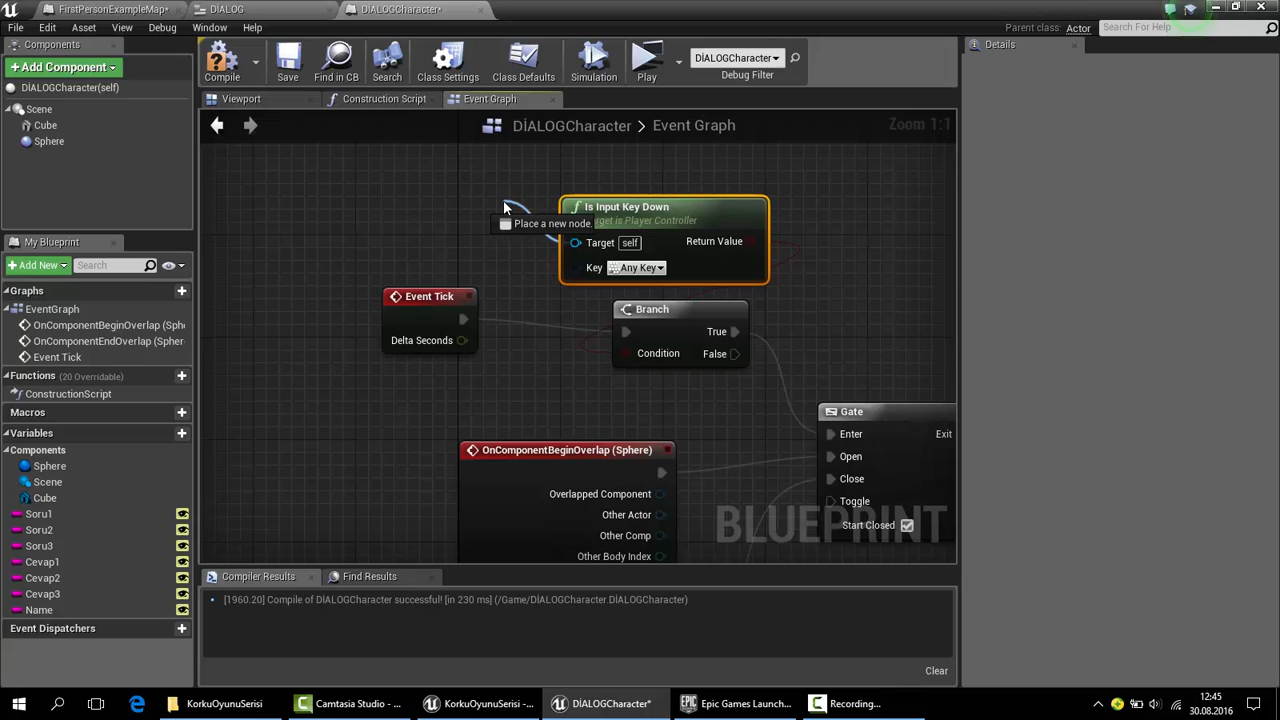 FirstPersonExampleMap*
DİALOG
DİALOGCharacter*
File Edit Asset View Debug Window Help
Parent class: Actor
Search For Help
Components
+ Add Component
DİALOGCharacter(self)
Scene
Cube
Sphere
Compile
Save
Find in CB
Search
Class Settings
Class Defaults
Simulation
Play
DİALOGCharacter
Debug Filter
Details
Viewport
Construction Script
Event Graph
DİALOGCharacter > Event Graph
Zoom 1:1
My Blueprint
+ Add New
Search
Graphs
EventGraph
OnComponentBeginOverlap (Sphe
OnComponentEndOverlap (Sphere
Event Tick
Functions (20 Overridable)
ConstructionScript
Macros
Variables
Components
Sphere
Scene
Cube
Soru1
Soru2
Soru3
Cevap1
Cevap2
Cevap3
Name
Event Dispatchers
Is Input Key Down
Target is Player Controller
Place a new node.
Target self
Return Value
Key Any Key
Event Tick
Delta Seconds
Branch
True
Condition
False
Gate
Enter
Exit
Open
Close
Toggle
Start Closed
OnComponentBeginOverlap (Sphere)
Overlapped Component
Other Actor
Other Comp
Other Body Index
BLUEPRINT
Compiler Results
Find Results
[1960.20] Compile of DİALOGCharacter successful! [in 230 ms] (/Game/DİALOGCharacter.DİALOGCharacter)
Clear
KorkuOyunuSerisi
Camtasia Studio - ...
KorkuOyunuSerisi -...
DİALOGCharacter*
Epic Games Launch...
Recording...
12:45
30.08.2016